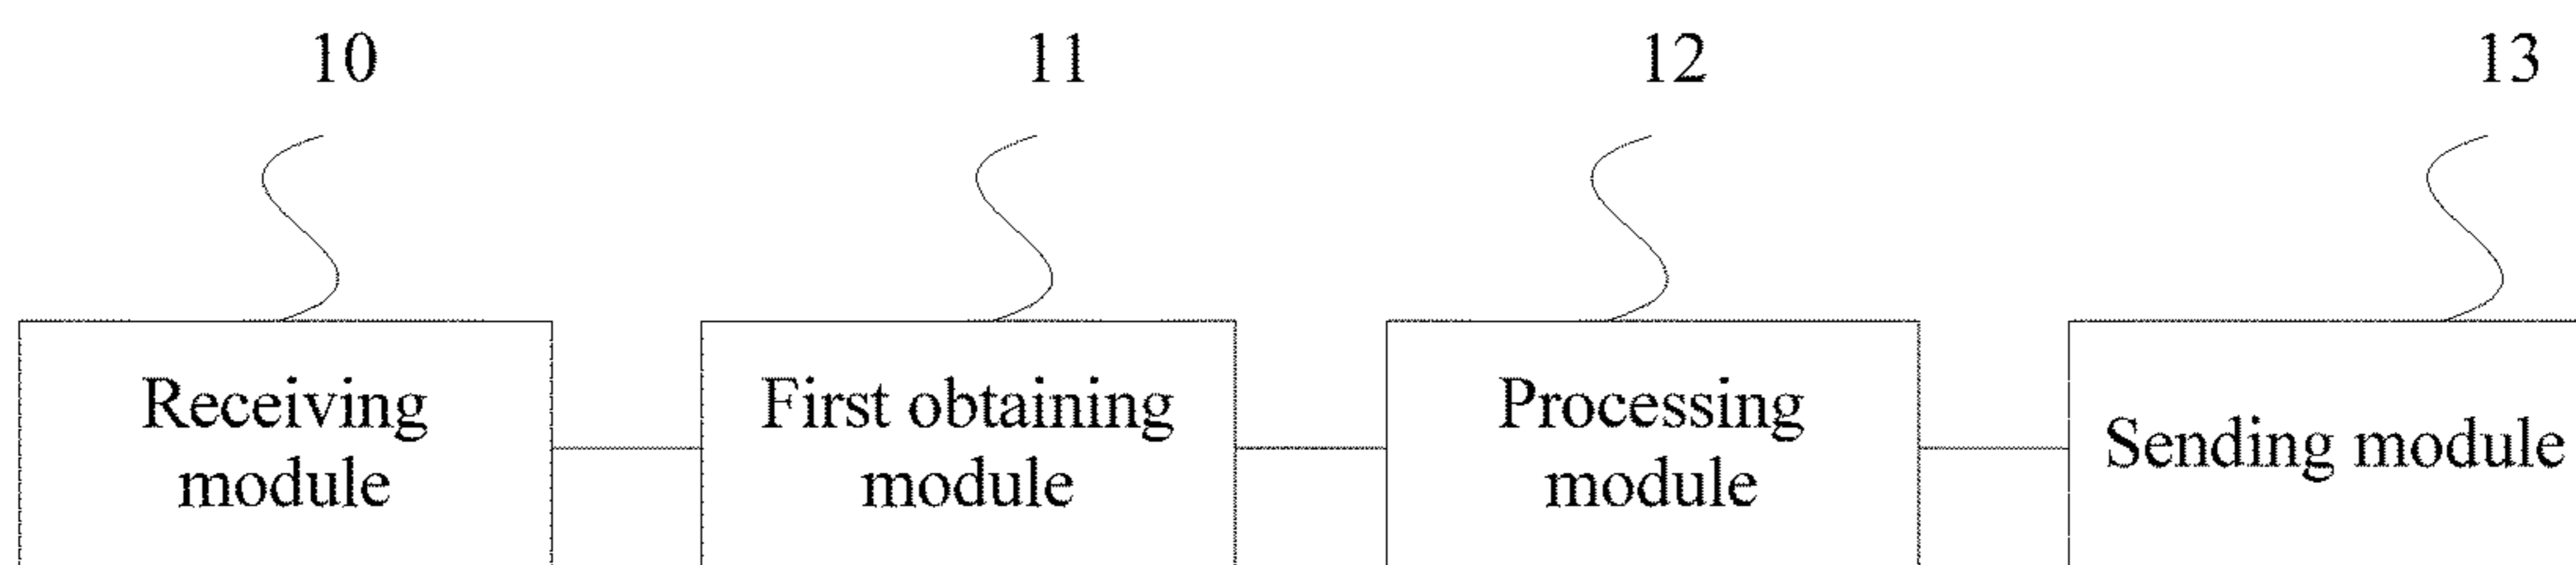 10
11
12
13
Receiving
module
First obtaining
module
Processing
module
Sending module